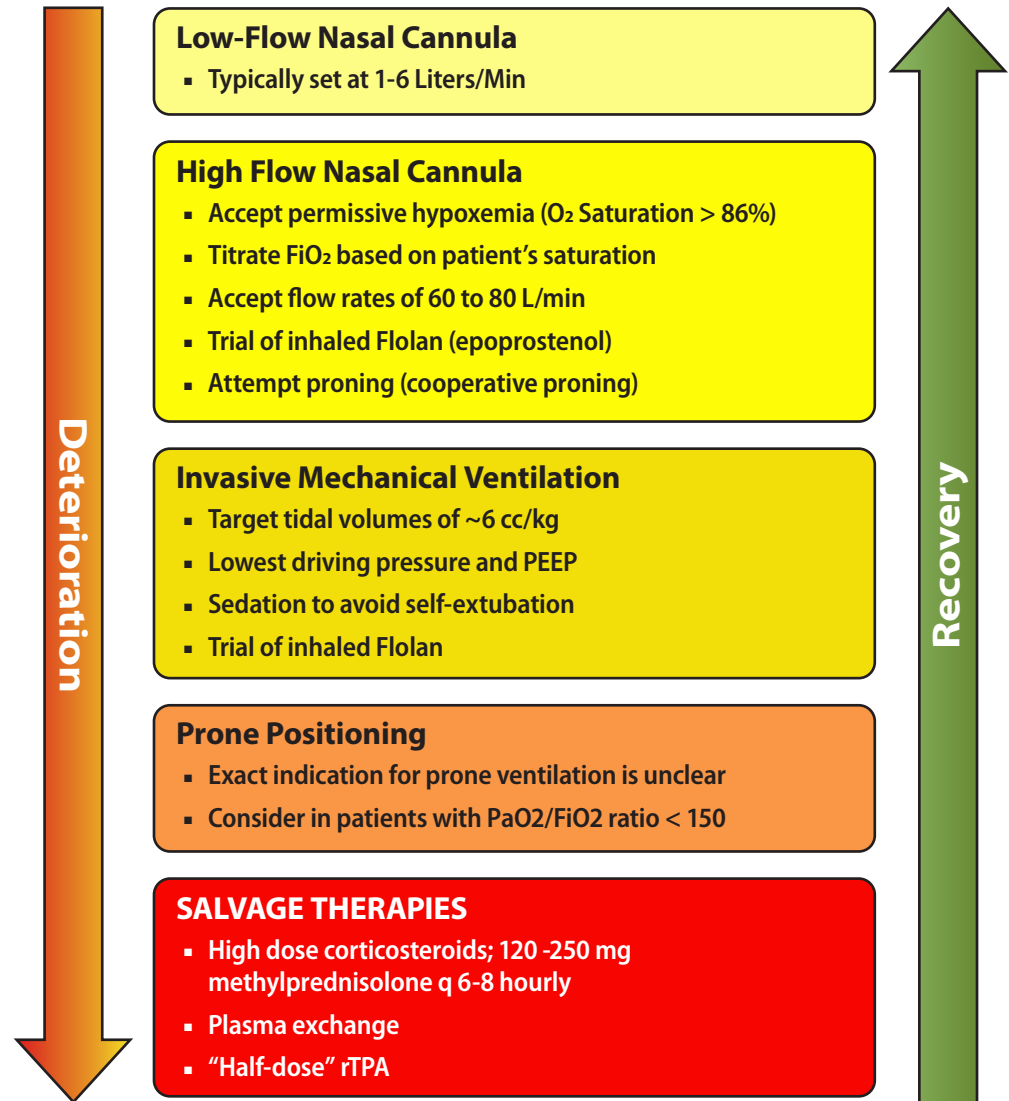 Low-Flow Nasal Cannula
▪ Typically set at 1-6 Liters/Min
High Flow Nasal Cannula
▪ Accept permissive hypoxemia (O₂ Saturation > 86%)
▪ Titrate FiO₂ based on patient’s saturation
▪ Accept flow rates of 60 to 80 L/min
▪ Trial of inhaled Flolan (epoprostenol)
▪ Attempt proning (cooperative proning)
Invasive Mechanical Ventilation
▪ Target tidal volumes of ~6 cc/kg
▪ Lowest driving pressure and PEEP
▪ Sedation to avoid self-extubation
▪ Trial of inhaled Flolan
Prone Positioning
▪ Exact indication for prone ventilation is unclear
▪ Consider in patients with PaO2/FiO2 ratio < 150
SALVAGE THERAPIES
▪ High dose corticosteroids; 120 -250 mg
methylprednisolone q 6-8 hourly
▪ Plasma exchange
▪ “Half-dose” rTPA
Deterioration
Recovery